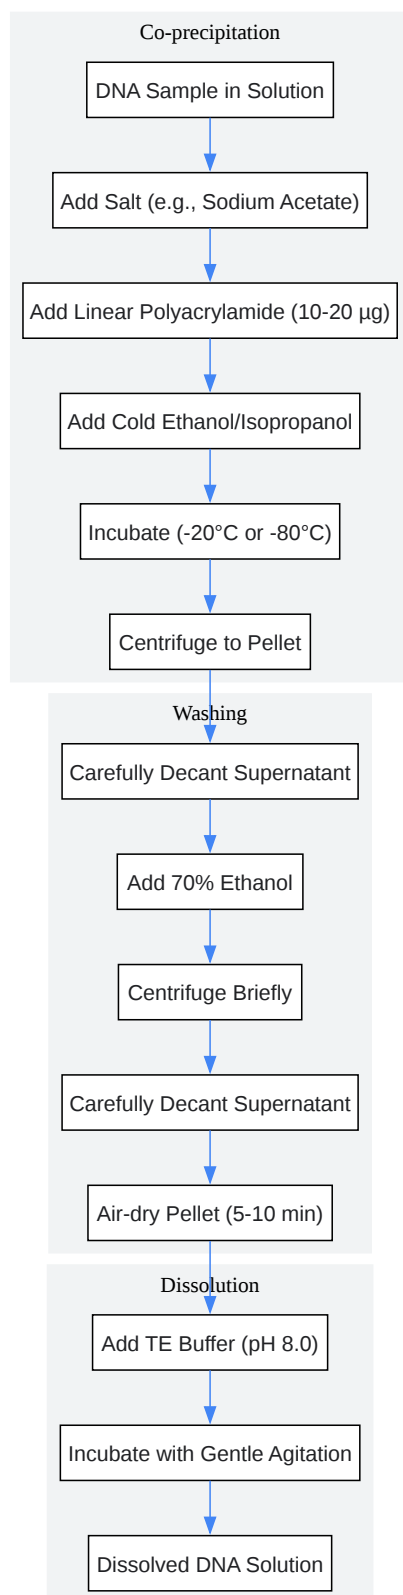 Co-precipitation
DNA Sample in Solution
Add Salt (e.g., Sodium Acetate)
Add Linear Polyacrylamide (10-20 µg)
Add Cold Ethanol/Isopropanol
Incubate (-20°C or -80°C)
Centrifuge to Pellet
Washing
Carefully Decant Supernatant
Add 70% Ethanol
Centrifuge Briefly
Carefully Decant Supernatant
Air-dry Pellet (5-10 min)
Dissolution
Add TE Buffer (pH 8.0)
Incubate with Gentle Agitation
Dissolved DNA Solution